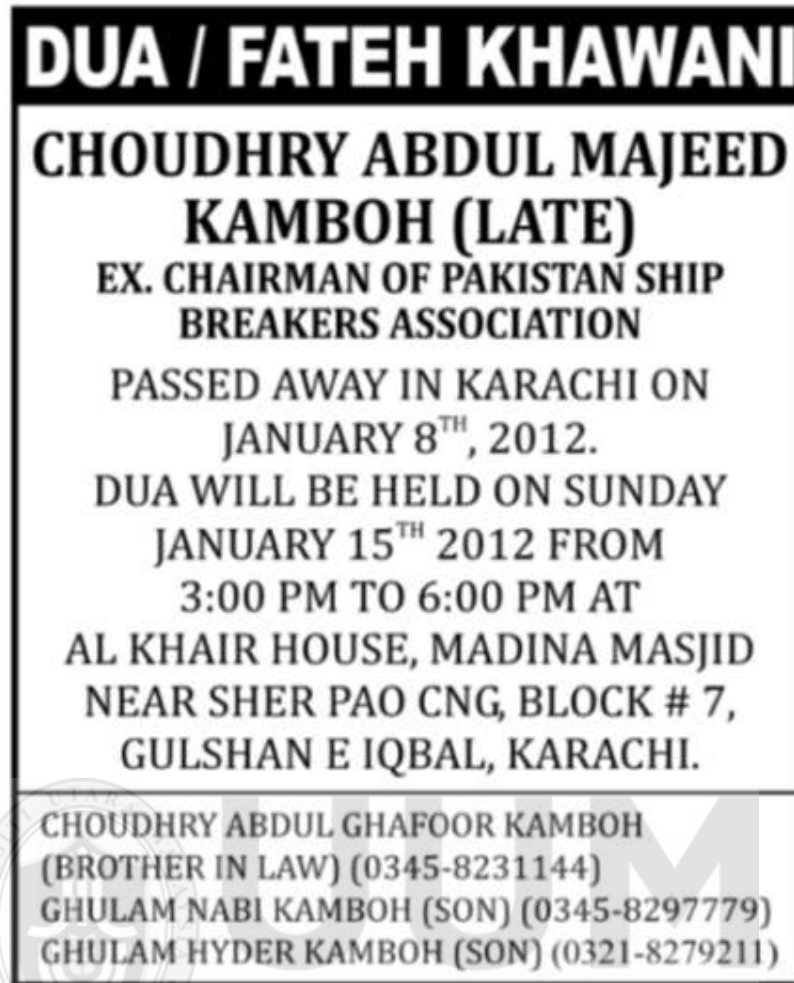 DUA / FATEH KHAWANI
CHOUDHRY ABDUL MAJEED
KAMBOH (LATE)
EX. CHAIRMAN OF PAKISTAN SHIP
BREAKERS ASSOCIATION
PASSED AWAY IN KARACHI ON
JANUARY 8TH, 2012.
DUA WILL BE HELD ON SUNDAY
JANUARY 15TH 2012 FROM
3:00 PM TO 6:00 PM AT
AL KHAIR HOUSE, MADINA MASJID
NEAR SHER PAO CNG, BLOCK # 7,
GULSHAN E IQBAL, KARACHI.
CHOUDHRY ABDUL GHAFOOR KAMBOH
(BROTHER IN LAW) (0345-8231144)
GHULAM NABI KAMBOH (SON) (0345-8297779)
GHULAM HYDER KAMBOH (SON) (0321-8279211)
UUM